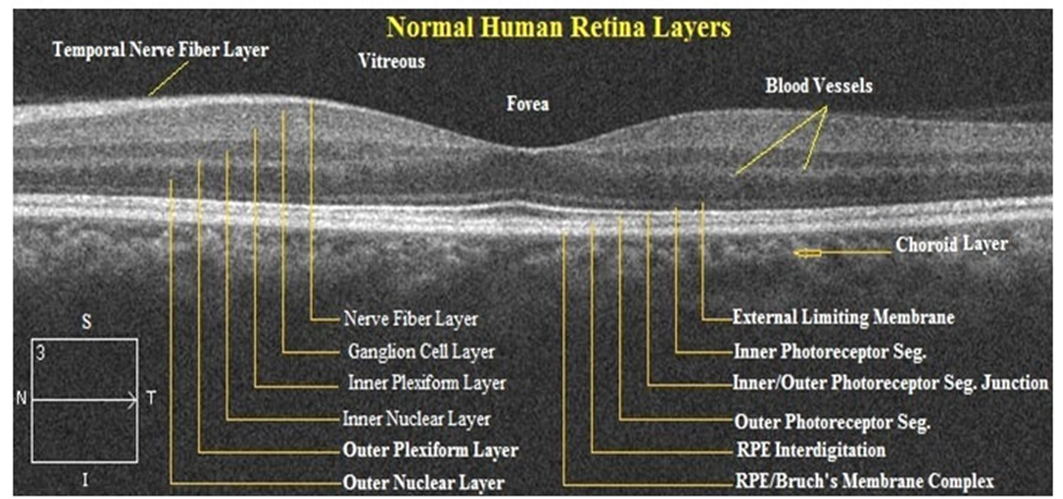 Normal Human Retina Layers
Temporal Nerve Fiber Layer
Vitreous
Fovea
Blood Vessels
Choroid Layer
Nerve Fiber Layer
Ganglion Cell Layer
Inner Plexiform Layer
Inner Nuclear Layer
Outer Plexiform Layer
Outer Nuclear Layer
External Limiting Membrane
Inner Photoreceptor Seg.
Inner/Outer Photoreceptor Seg. Junction
Outer Photoreceptor Seg.
RPE Interdigitation
RPE/Bruch's Membrane Complex
S
3
N
T
I